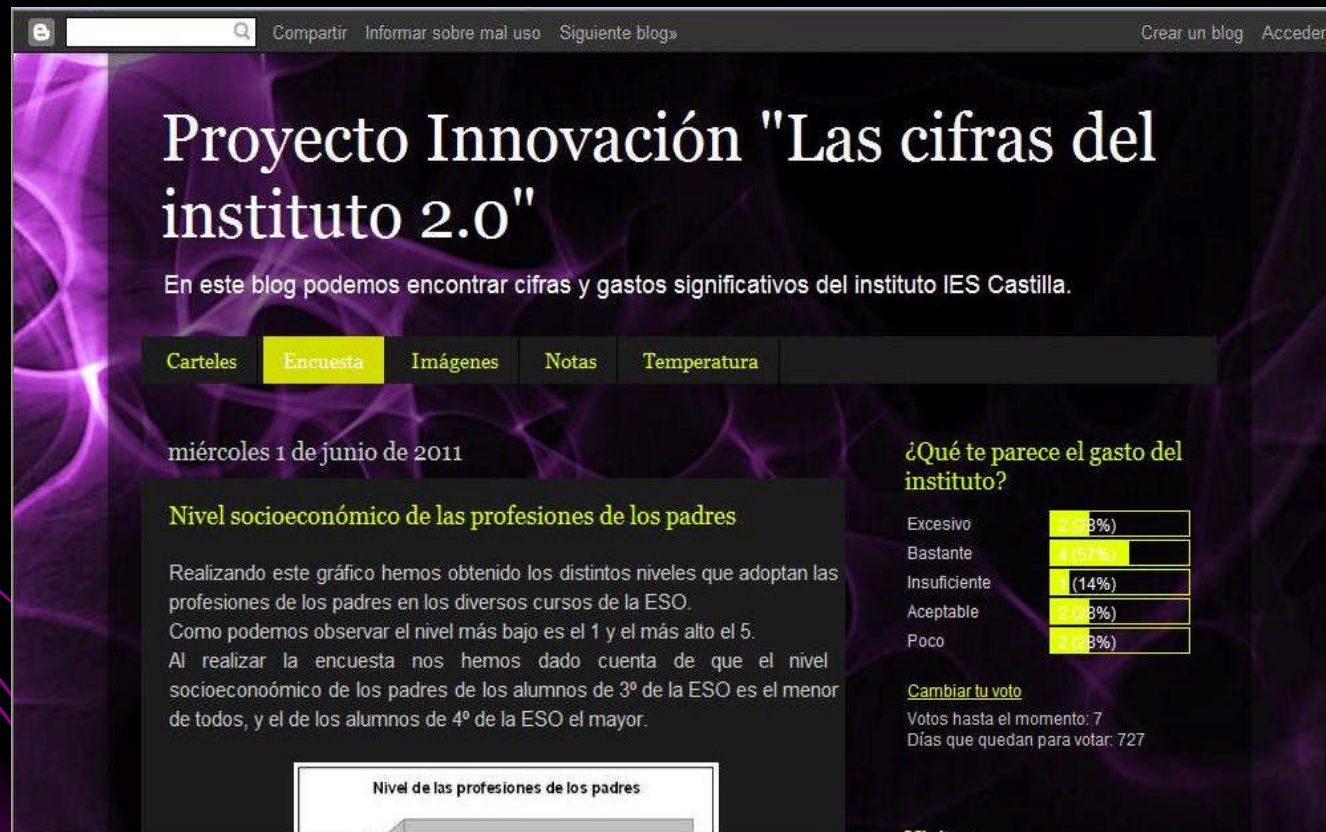 Compartir Informar sobre mal uso Siguiente blog» Crear un blog Acceder
Proyecto Innovación "Las cifras del
instituto 2.0"
En este blog podemos encontrar cifras y gastos significativos del instituto IES Castilla.
Carteles Encuesta Imágenes Notas Temperatura
miércoles 1 de junio de 2011
Nivel socioeconómico de las profesiones de los padres
Realizando este gráfico hemos obtenido los distintos niveles que adoptan las
profesiones de los padres en los diversos cursos de la ESO.
Como podemos observar el nivel más bajo es el 1 y el más alto el 5.
Al realizar la encuesta nos hemos dado cuenta de que el nivel
socioeconoómico de los padres de los alumnos de 3º de la ESO es el menor
de todos, y el de los alumnos de 4º de la ESO el mayor.
Nivel de las profesiones de los padres
¿Qué te parece el gasto del
instituto?
Excesivo 2 (28%)
Bastante 4 (57%)
Insuficiente 1 (14%)
Aceptable 2 (28%)
Poco 2 (28%)
Cambiar tu voto
Votos hasta el momento: 7
Días que quedan para votar: 727